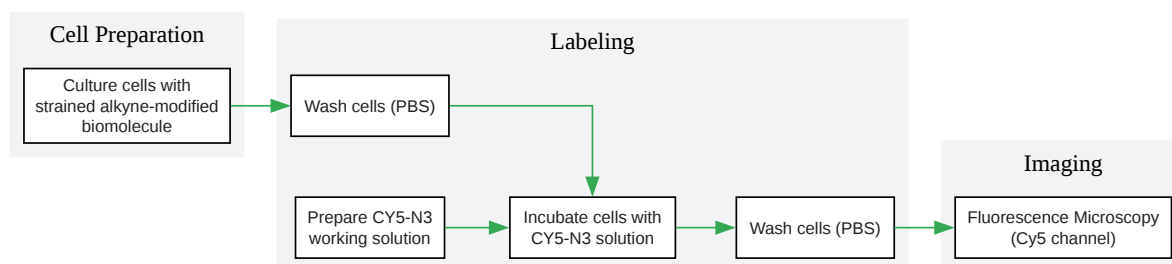 Cell Preparation
Culture cells with
strained alkyne-modified
biomolecule
Labeling
Wash cells (PBS)
Prepare CY5-N3
working solution
Incubate cells with
CY5-N3 solution
Wash cells (PBS)
Imaging
Fluorescence Microscopy
(Cy5 channel)